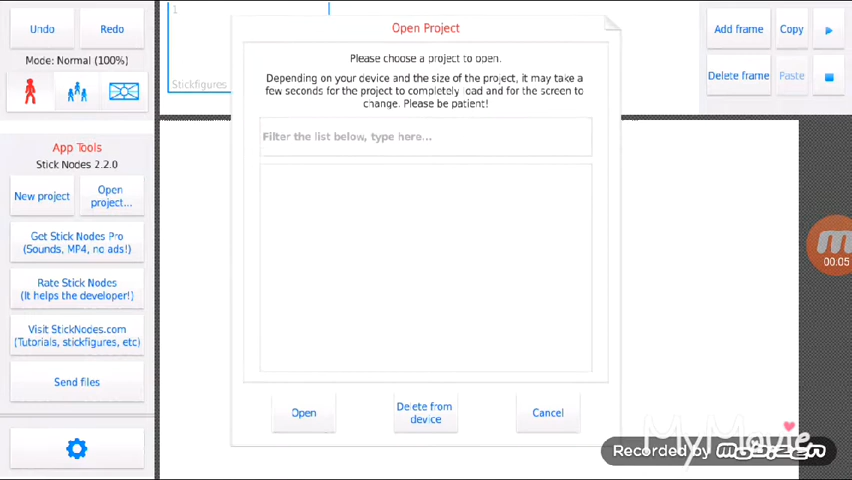 Undo
Redo
Mode: Normal (100%)
App Tools
Stick Nodes 2.2.0
New project
Open
project...
Get Stick Nodes Pro
(Sounds, MP4, no ads!)
Rate Stick Nodes
(It helps the developer!)
Visit StickNodes.com
(Tutorials, stickfigures, etc)
Send files
1
Stickfigures
Open Project
Please choose a project to open.
Depending on your device and the size of the project, it may take a
few seconds for the project to completely load and for the screen to
change. Please be patient!
Filter the list below, type here...
Open
Delete from
device
Cancel
Add frame
Copy
Delete frame
Paste
00:05
MyMovie
Recorded by mobizen